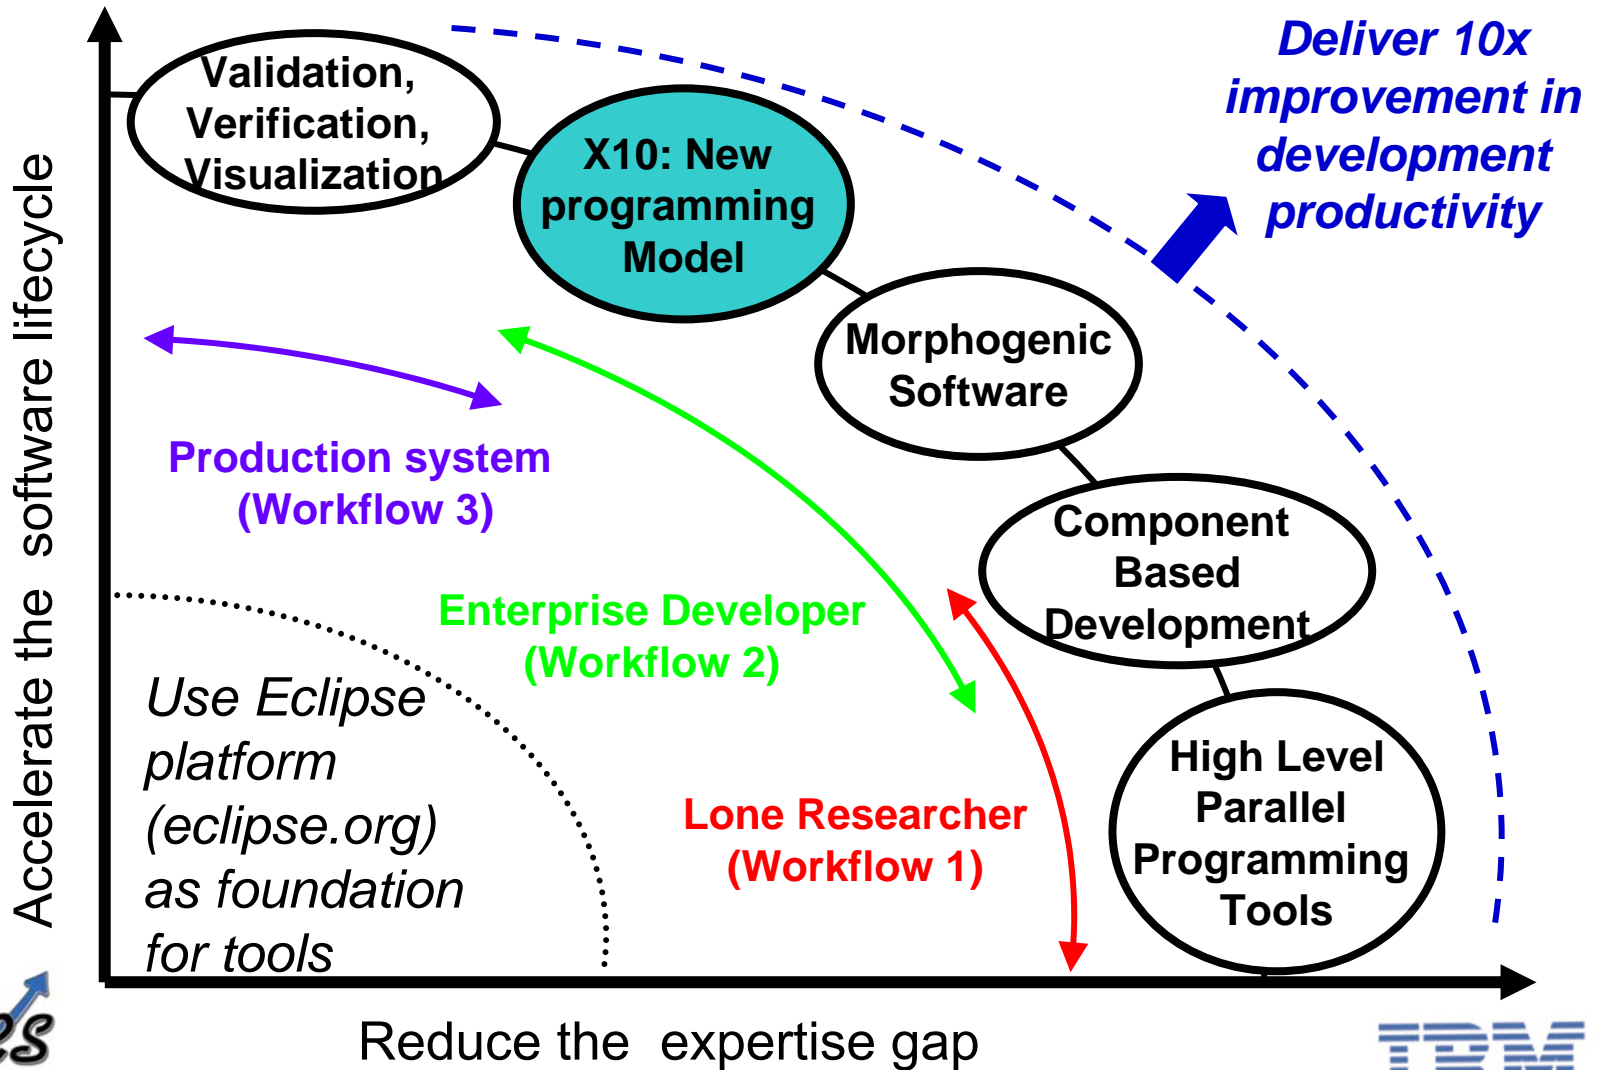 Deliver 10x
improvement in
development
productivity
Validation,
Verification,
Visualization
X10: New
programming
Model
Morphogenic
Software
Component
Based
Development
High Level
Parallel
Programming
Tools
Production system
(Workflow 3)
Enterprise Developer
(Workflow 2)
Lone Researcher
(Workflow 1)
Use Eclipse
platform
(eclipse.org)
as foundation
for tools
Accelerate the software lifecycle
Reduce the expertise gap
IBM